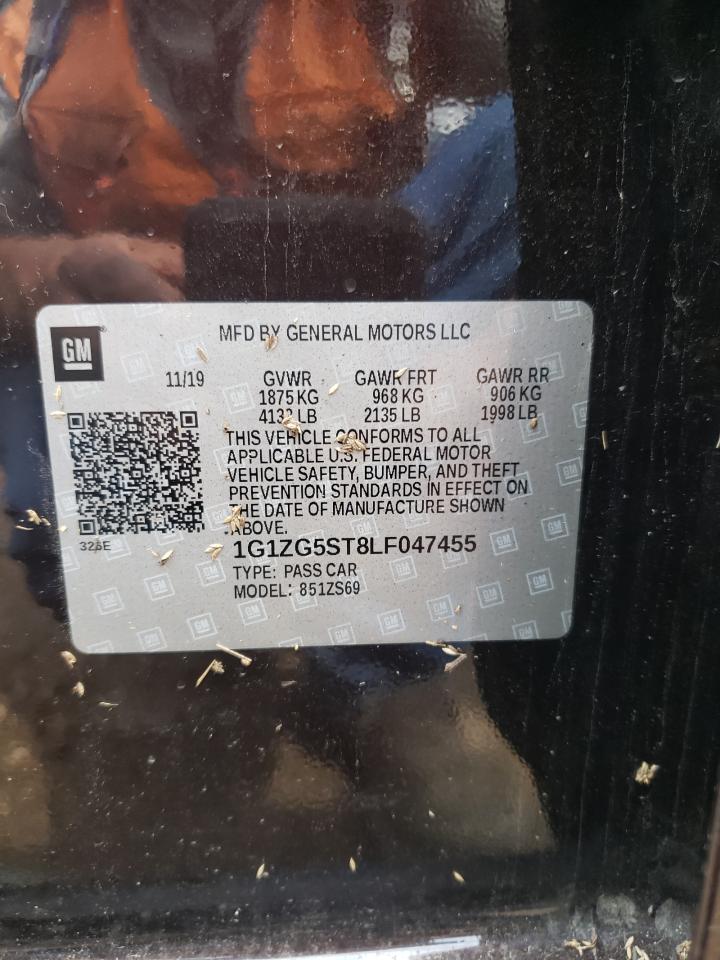 GM
MFD BY GENERAL MOTORS LLC
11/19 GVWR GAWR FRT GAWR RR
1875 KG 968 KG 906 KG
4133 LB 2135 LB 1998 LB
THIS VEHICLE CONFORMS TO ALL
APPLICABLE U.S. FEDERAL MOTOR
VEHICLE SAFETY, BUMPER, AND THEFT
PREVENTION STANDARDS IN EFFECT ON
THE DATE OF MANUFACTURE SHOWN
ABOVE.
1G1ZG5ST8LF047455
TYPE: PASS CAR
MODEL: 851ZS69